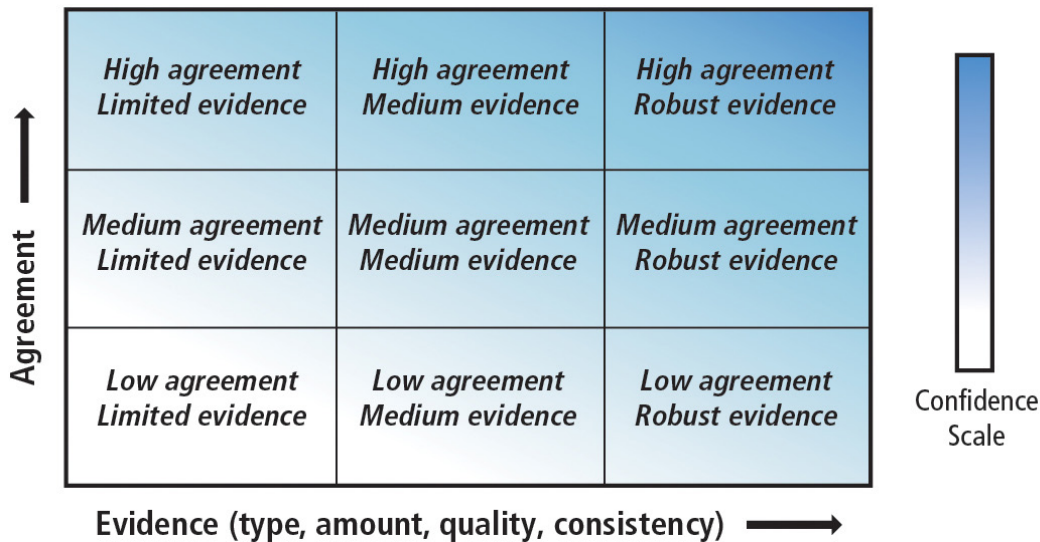 High agreement
Limited evidence
High agreement
Medium evidence
High agreement
Robust evidence
Agreement
Medium agreement
Limited evidence
Medium agreement
Medium evidence
Medium agreement
Robust evidence
Low agreement
Limited evidence
Low agreement
Medium evidence
Low agreement
Robust evidence
Confidence
Scale
Evidence (type, amount, quality, consistency)